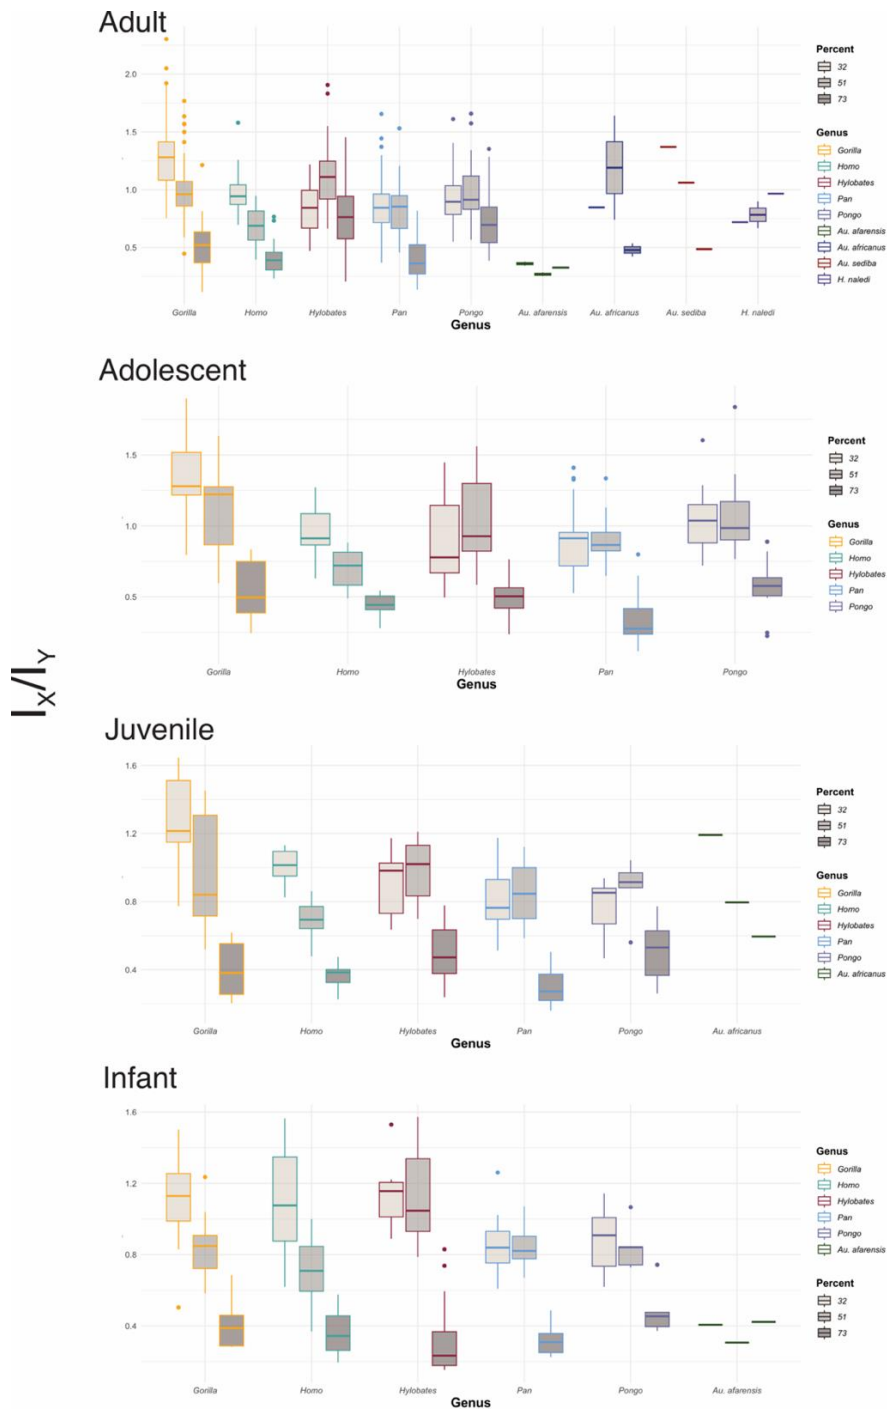 Adult
2.0
1.5
1.0
0.5
Gorilla Homo Hylobates Pan Pongo Au. afarensis Au. africanus Au. sediba H. naledi
Genus
Percent
32
51
73
Genus
Gorilla
Homo
Hylobates
Pan
Pongo
Au. afarensis
Au. africanus
Au. sediba
H. naledi
Adolescent
1.5
1.0
0.5
Gorilla Homo Hylobates Pan Pongo
Genus
Percent
32
51
73
Genus
Gorilla
Homo
Hylobates
Pan
Pongo
IX/IY
Juvenile
1.6
1.2
0.8
0.4
Gorilla Homo Hylobates Pan Pongo Au. africanus
Genus
Percent
32
51
73
Genus
Gorilla
Homo
Hylobates
Pan
Pongo
Au. africanus
Infant
1.6
1.2
0.8
0.4
Gorilla Homo Hylobates Pan Pongo Au. afarensis
Genus
Genus
Gorilla
Homo
Hylobates
Pan
Pongo
Au. afarensis
Percent
32
51
73